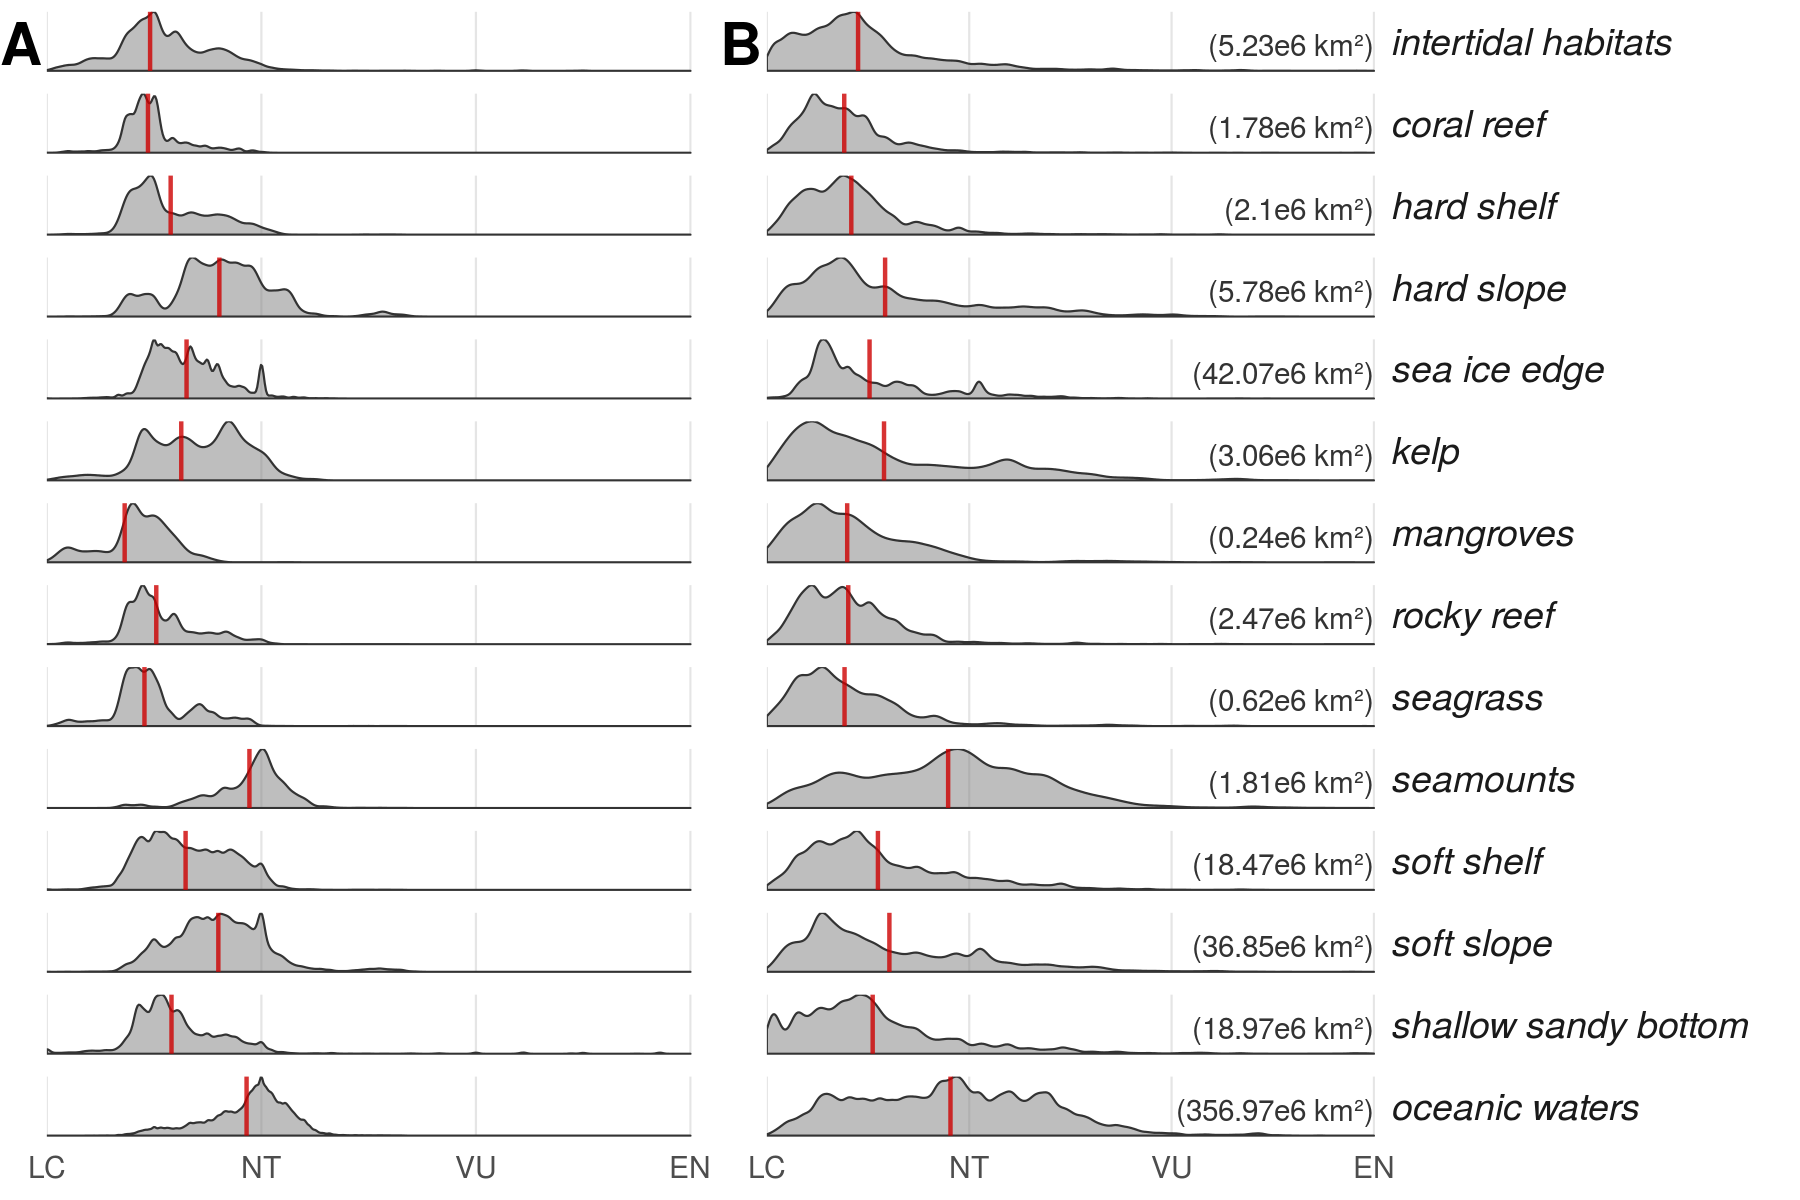 A B
(5.23e6 km²) intertidal habitats
(1.78e6 km²) coral reef
(2.1e6 km²) hard shelf
(5.78e6 km²) hard slope
(42.07e6 km²) sea ice edge
(3.06e6 km²) kelp
(0.24e6 km²) mangroves
(2.47e6 km²) rocky reef
(0.62e6 km²) seagrass
(1.81e6 km²) seamounts
(18.47e6 km²) soft shelf
(36.85e6 km²) soft slope
(18.97e6 km²) shallow sandy bottom
(356.97e6 km²) oceanic waters
LC NT VU EN LC NT VU EN